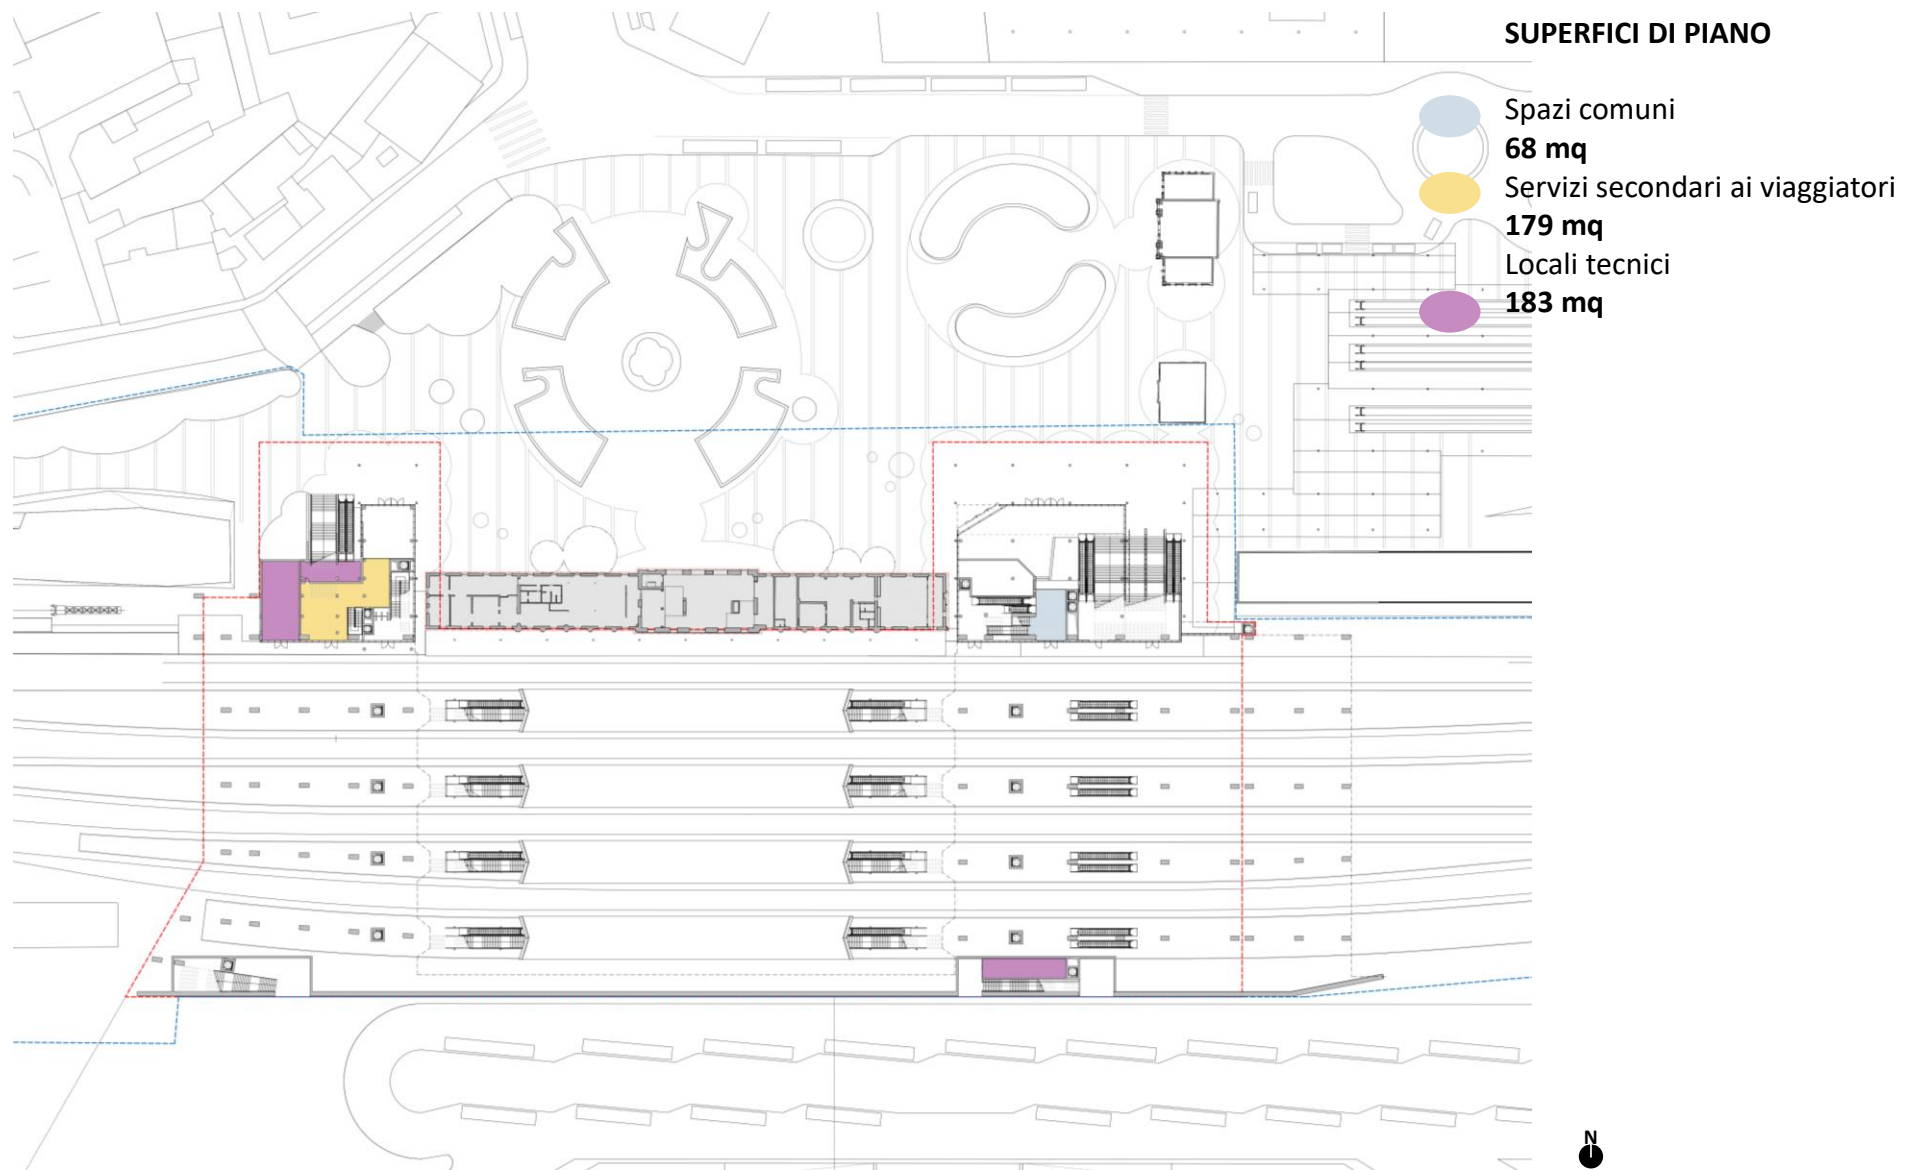 SUPERFICI DI PIANO
Spazi comuni
68 mq
Servizi secondari ai viaggiatori
179 mq
Locali tecnici
183 mq
N